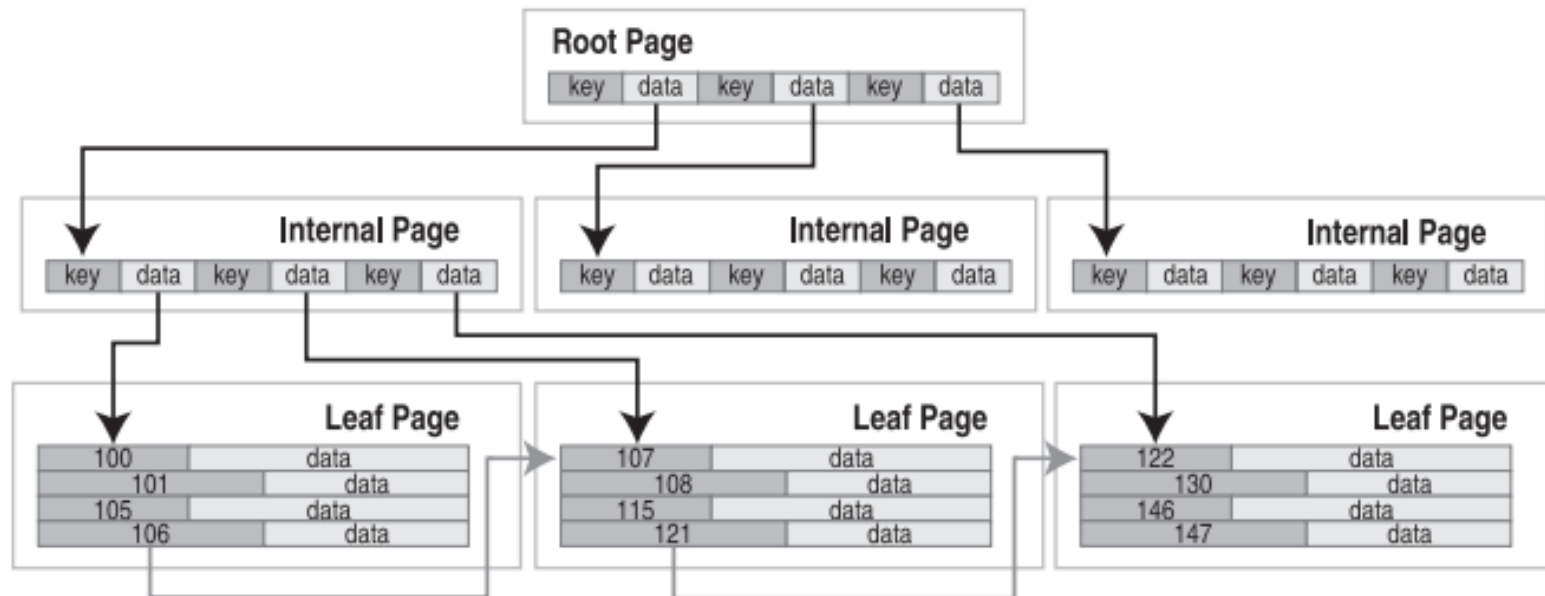 Root Page
key data key data key data
Internal Page
key data key data key data
Internal Page
key data key data key data
Internal Page
key data key data key data
Leaf Page
100 data
101 data
105 data
106 data
Leaf Page
107 data
108 data
115 data
121 data
Leaf Page
122 data
130 data
146 data
147 data